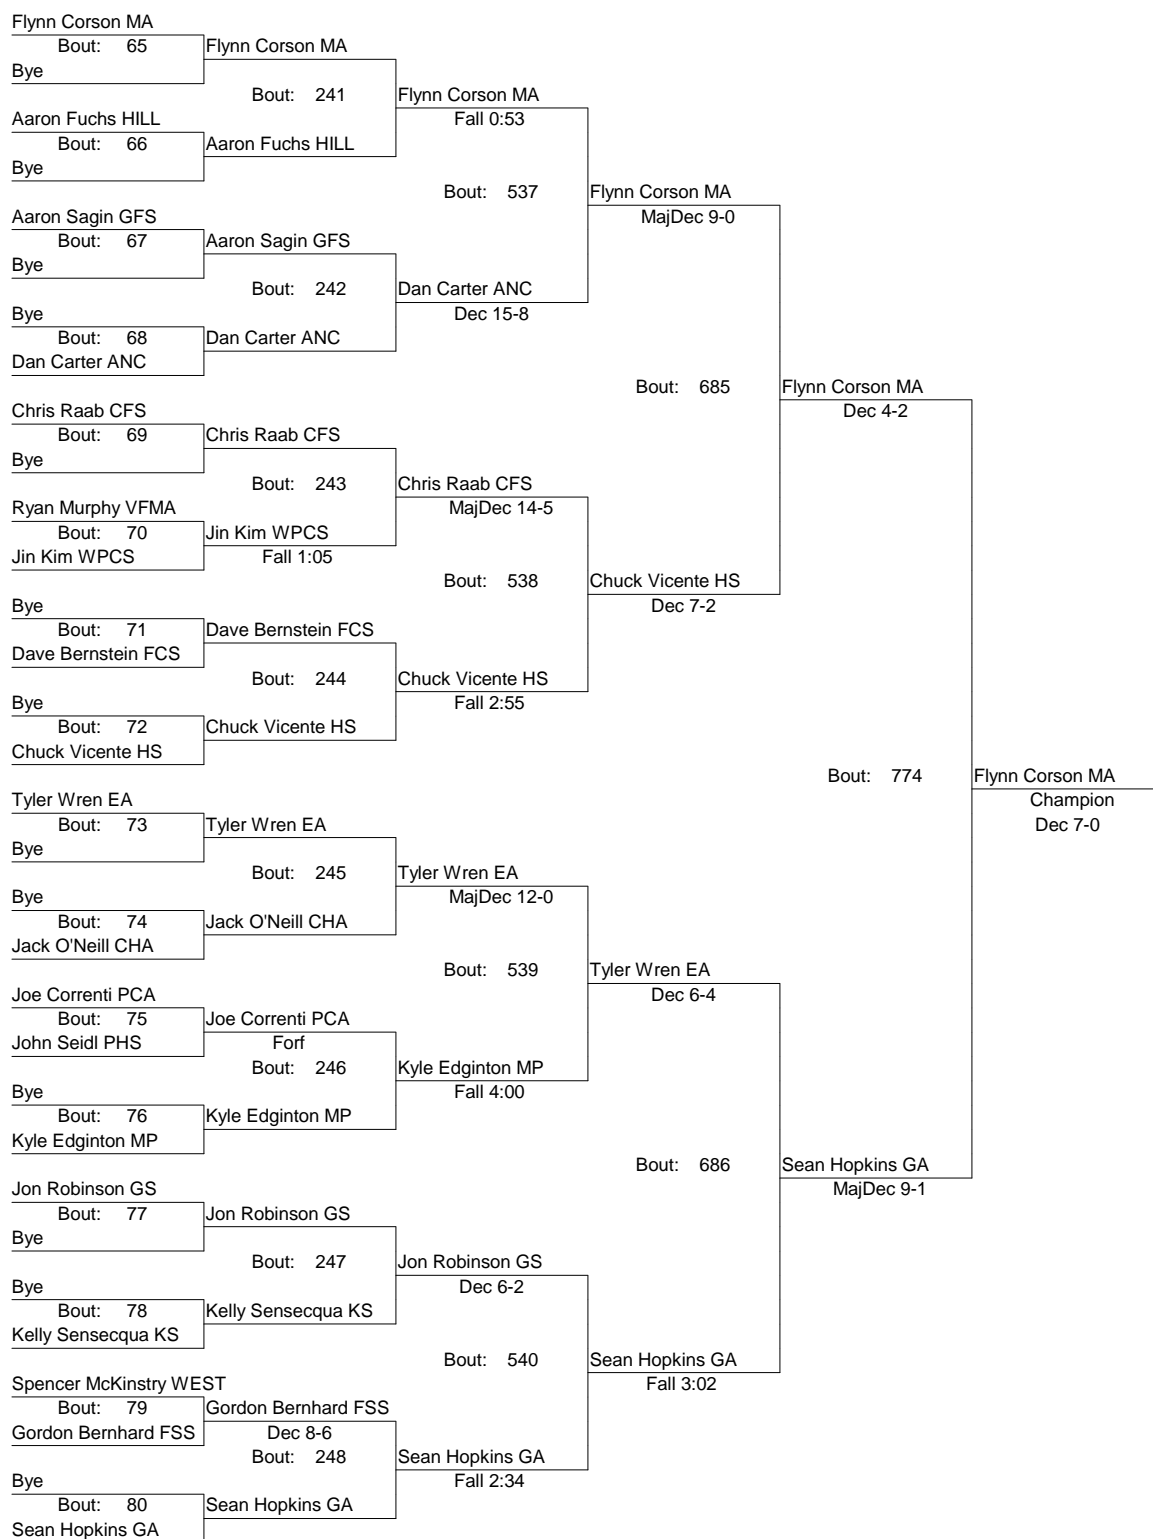 Flynn Corson MA
Bout: 65 Flynn Corson MA
Bye
Bout: 241 Flynn Corson MA
Aaron Fuchs HILL Fall 0:53
Bout: 66 Aaron Fuchs HILL
Bye
Bout: 537 Flynn Corson MA
Aaron Sagin GFS MajDec 9-0
Bout: 67 Aaron Sagin GFS
Bye
Bout: 242 Dan Carter ANC
Bye Dec 15-8
Bout: 68 Dan Carter ANC
Dan Carter ANC
Bout: 685 Flynn Corson MA
Chris Raab CFS Dec 4-2
Bout: 69 Chris Raab CFS
Bye
Bout: 243 Chris Raab CFS
Ryan Murphy VFMA MajDec 14-5
Bout: 70 Jin Kim WPCS
Jin Kim WPCS Fall 1:05
Bout: 538 Chuck Vicente HS
Bye Dec 7-2
Bout: 71 Dave Bernstein FCS
Dave Bernstein FCS
Bout: 244 Chuck Vicente HS
Bye Fall 2:55
Bout: 72 Chuck Vicente HS
Chuck Vicente HS
Bout: 774 Flynn Corson MA
Tyler Wren EA Champion
Bout: 73 Tyler Wren EA Dec 7-0
Bye
Bout: 245 Tyler Wren EA
Bye MajDec 12-0
Bout: 74 Jack O'Neill CHA
Jack O'Neill CHA
Bout: 539 Tyler Wren EA
Joe Correnti PCA Dec 6-4
Bout: 75 Joe Correnti PCA
John Seidl PHS Forf
Bout: 246 Kyle Edginton MP
Bye Fall 4:00
Bout: 76 Kyle Edginton MP
Kyle Edginton MP
Bout: 686 Sean Hopkins GA
Jon Robinson GS MajDec 9-1
Bout: 77 Jon Robinson GS
Bye
Bout: 247 Jon Robinson GS
Bye Dec 6-2
Bout: 78 Kelly Sensecqua KS
Kelly Sensecqua KS
Bout: 540 Sean Hopkins GA
Spencer McKinstry WEST Fall 3:02
Bout: 79 Gordon Bernhard FSS
Gordon Bernhard FSS Dec 8-6
Bout: 248 Sean Hopkins GA
Bye Fall 2:34
Bout: 80 Sean Hopkins GA
Sean Hopkins GA